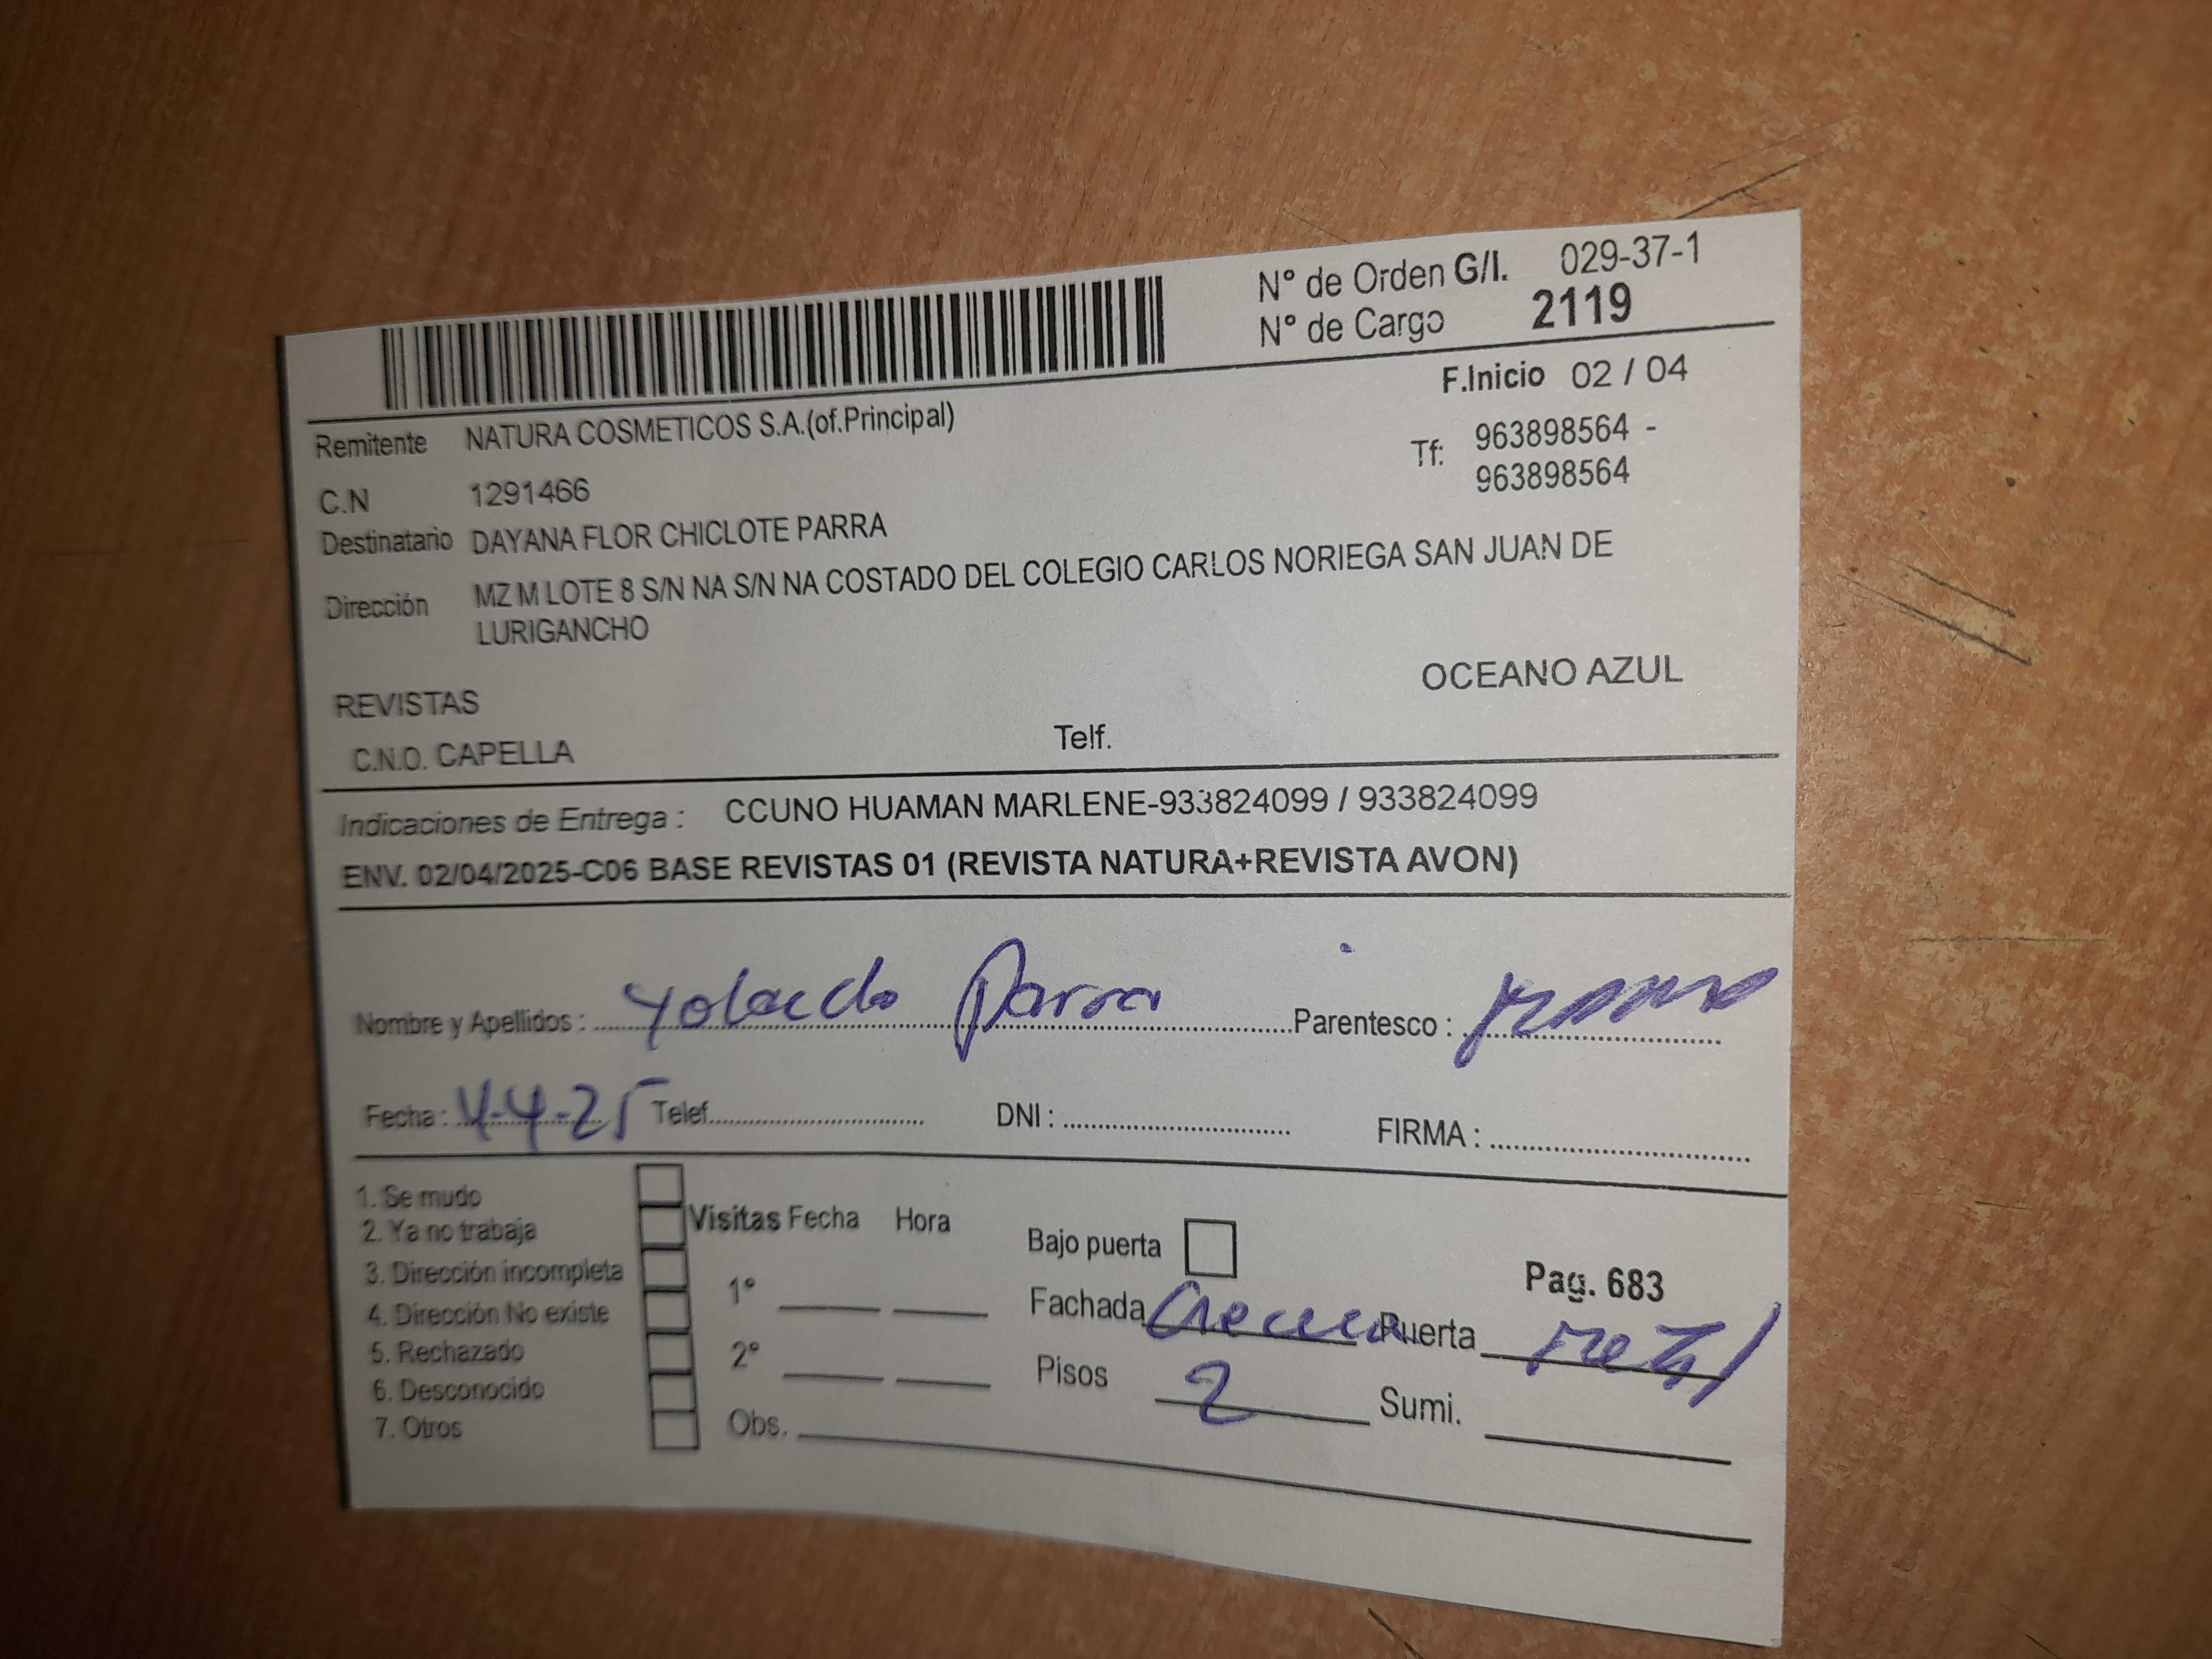 N° de Orden G/I. 029-37-1
N° de Cargo 2119
F.Inicio 02 / 04
Remitente NATURA COSMETICOS S.A.(of.Principal)
Tf: 963898564 -
963898564
C.N 1291466
Destinatario DAYANA FLOR CHICLOTE PARRA
Dirección MZ M LOTE 8 S/N NA S/N NA COSTADO DEL COLEGIO CARLOS NORIEGA SAN JUAN DE
LURIGANCHO
OCEANO AZUL
REVISTAS
C.N.O. CAPELLA Telf.
Indicaciones de Entrega : CCUNO HUAMAN MARLENE-933824099 / 933824099
ENV. 02/04/2025-C06 BASE REVISTAS 01 (REVISTA NATURA+REVISTA AVON)
Nombre y Apellidos : Parra Parentesco :
Fecha : 4-4-25 Telef. DNI : FIRMA :
1. Se mudo
2. Ya no trabaja
3. Dirección incompleta
4. Dirección No existe
5. Rechazado
6. Desconocido
7. Otros
Visitas Fecha Hora
1°
2°
Obs.
Bajo puerta
Pag. 683
Fachada Crema Puerta Metal
Pisos 2 Sumi.